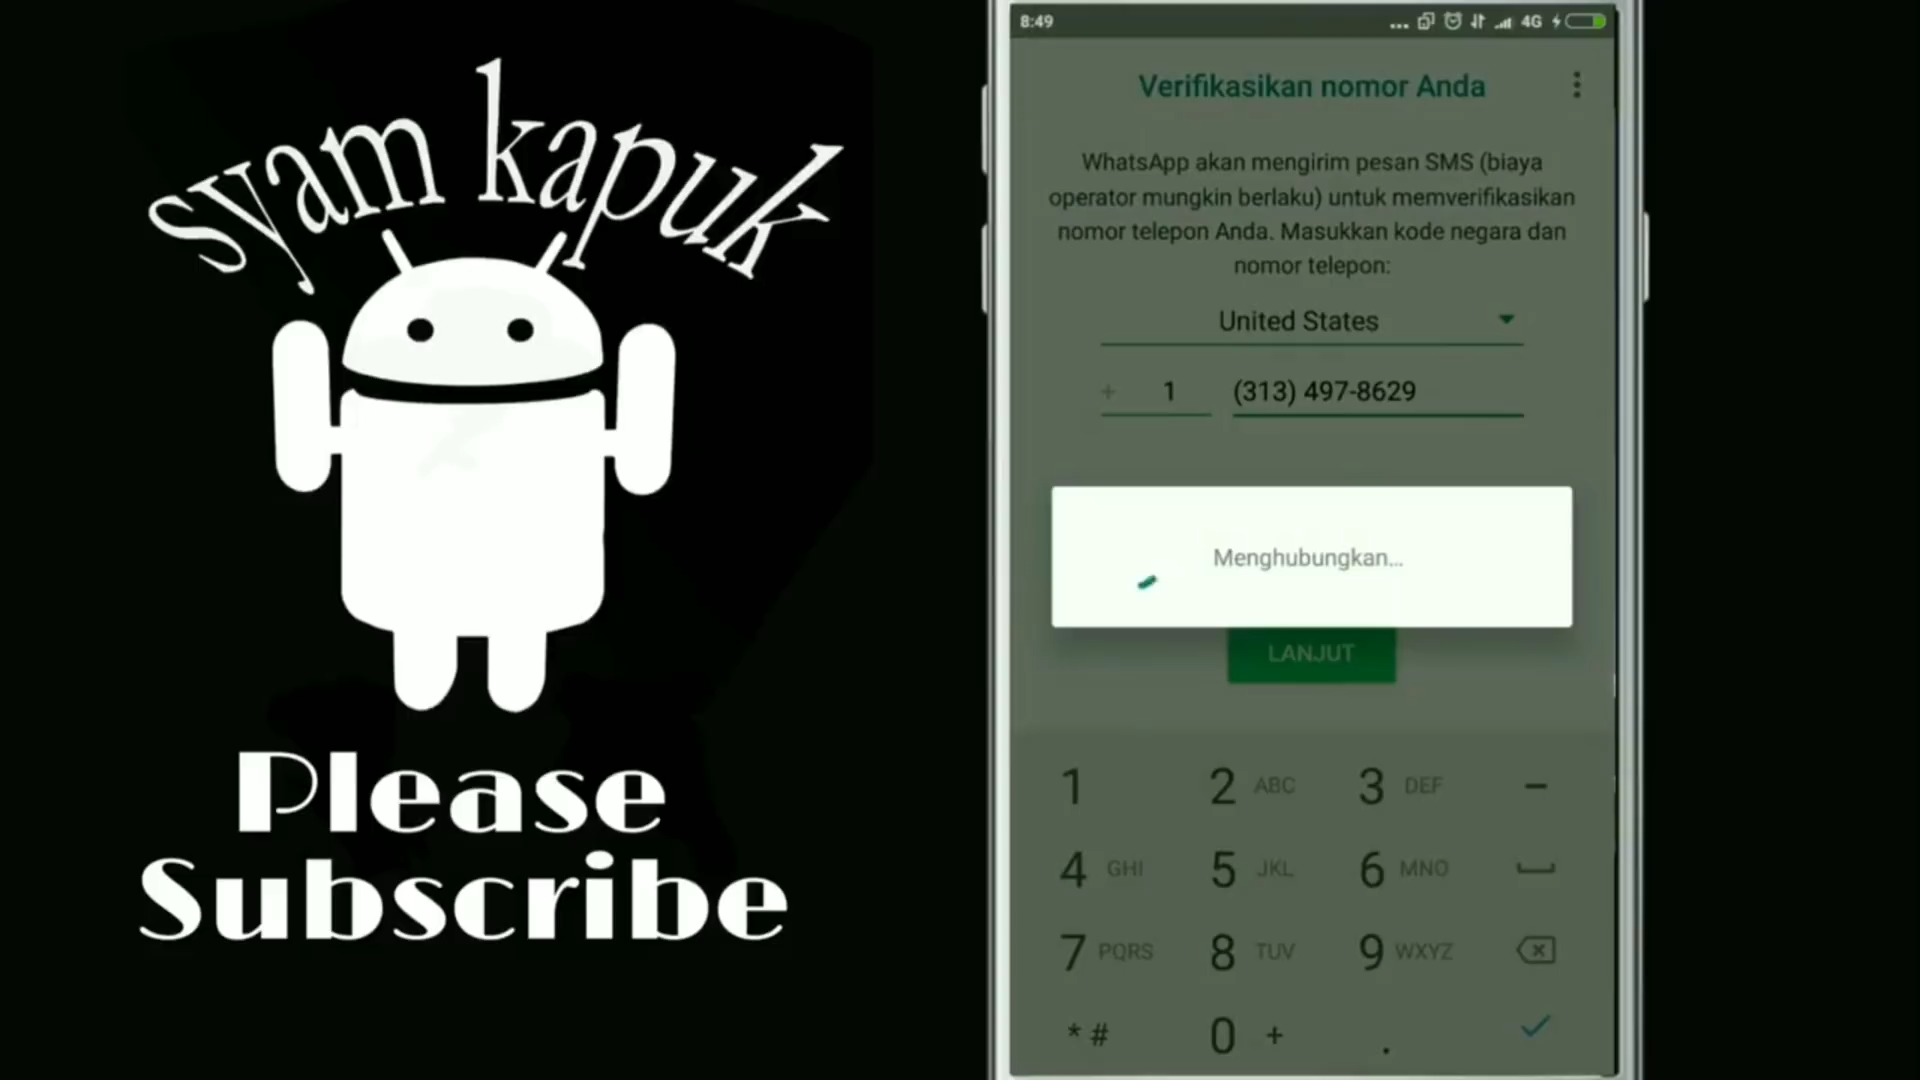 syam kapuk
Please
Subscribe
8:49
4G
Verifikasikan nomor Anda
WhatsApp akan mengirim pesan SMS (biaya
operator mungkin berlaku) untuk memverifikasikan
nomor telepon Anda. Masukkan kode negara dan
nomor telepon:
United States
+ 1 (313) 497-8629
Menghubungkan...
LANJUT
1 2 ABC 3 DEF -
4 GHI 5 JKL 6 MNO
7 PQRS 8 TUV 9 WXYZ
* # 0 + .